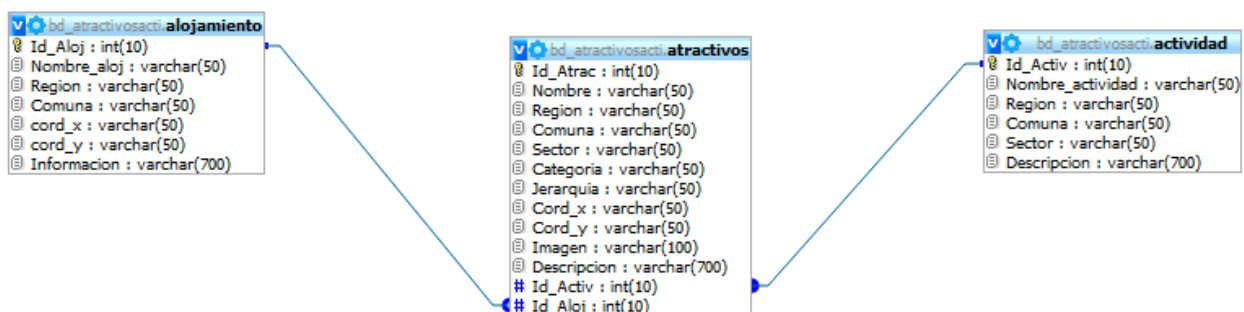 bd_atractivosacti.alojamiento
Id_Aloj : int(10)
Nombre_aloj : varchar(50)
Region : varchar(50)
Comuna : varchar(50)
cord_x : varchar(50)
cord_y : varchar(50)
Informacion : varchar(700)
bd_atractivosacti.atractivos
Id_Atrac : int(10)
Nombre : varchar(50)
Region : varchar(50)
Comuna : varchar(50)
Sector : varchar(50)
Categoria : varchar(50)
Jerarquia : varchar(50)
Cord_x : varchar(50)
Cord_y : varchar(50)
Imagen : varchar(100)
Descripcion : varchar(700)
# Id_Activ : int(10)
# Id_Aloj : int(10)
bd_atractivosacti.actividad
Id_Activ : int(10)
Nombre_actividad : varchar(50)
Region : varchar(50)
Comuna : varchar(50)
Sector : varchar(50)
Descripcion : varchar(700)